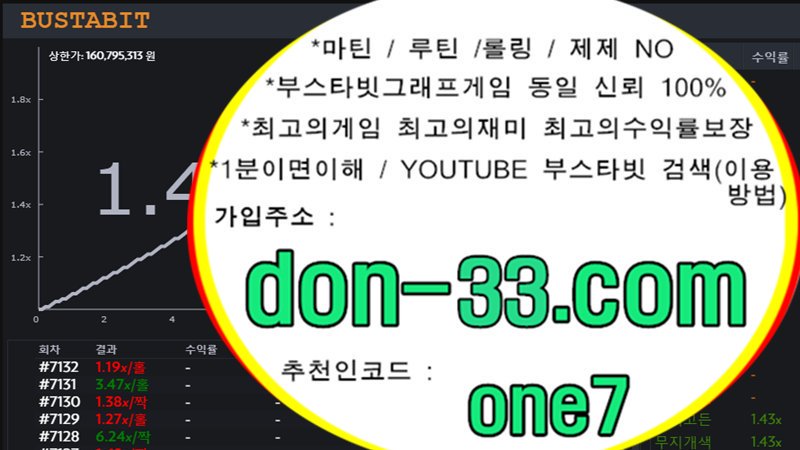 BUSTABIT
상한가: 160,795,313 원
수익률
1.8x
1.6x
1.4x
1.2x
1.4
0
2
4
*마틴 / 루틴 /롤링 / 제제 NO
*부스타빗그래프게임 동일 신뢰 100%
*최고의게임 최고의재미 최고의수익률보장
*1분이면이해 / YOUTUBE 부스타빗 검색(이용
방법)
가입주소 :
don-33.com
추천인코드 :
one7
회차 결과 수익률
#7132 1.19x/홀 -
#7131 3.47x/홀 -
#7130 1.38x/짝 -
#7129 1.27x/홀 -
#7128 6.24x/짝 -
1.43x
무지개색 1.43x